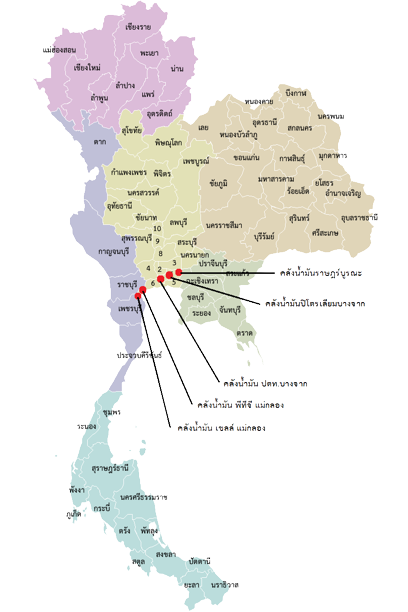 เชียงราย
แม่ฮ่องสอน
พะเยา
เชียงใหม่
น่าน
ลำปาง
ลำพูน
แพร่
อุตรดิตถ์
บึงกาฬ
หนองคาย
นครพนม
สุโขทัย
เลย
อุดรธานี
สกลนคร
ตาก
พิษณุโลก
หนองบัวลำภู
เพชรบูรณ์
ขอนแก่น
กาฬสินธุ์
มุกดาหาร
กำแพงเพชร
พิจิตร
ชัยภูมิ
มหาสารคาม
ยโสธร
ร้อยเอ็ด
อำนาจเจริญ
นครสวรรค์
อุทัยธานี
ชัยนาท
ลพบุรี
นครราชสีมา
สุรินทร์
อุบลราชธานี
บุรีรัมย์
ศรีสะเกษ
10
สุพรรณบุรี
9
สระบุรี
กาญจนบุรี
8
นครนายก
3
ปราจีนบุรี
4
2
สระแก้ว
คลังน้ำมันราษฎร์บูรณะ
ราชบุรี
6
5
ฉะเชิงเทรา
ชลบุรี
คลังน้ำมันปิโตรเลียมบางจาก
เพชรบุรี
ระยอง
จันทบุรี
ตราด
ประจวบคีรีขันธ์
คลังน้ำมัน ปตท.บางจาก
คลังน้ำมัน พีทีจี แม่กลอง
ชุมพร
ระนอง
คลังน้ำมัน เชลล์ แม่กลอง
สุราษฎร์ธานี
พังงา
นครศรีธรรมราช
กระบี่
ภูเก็ต
ตรัง
พัทลุง
สงขลา
สตูล
ปัตตานี
ยะลา
นราธิวาส